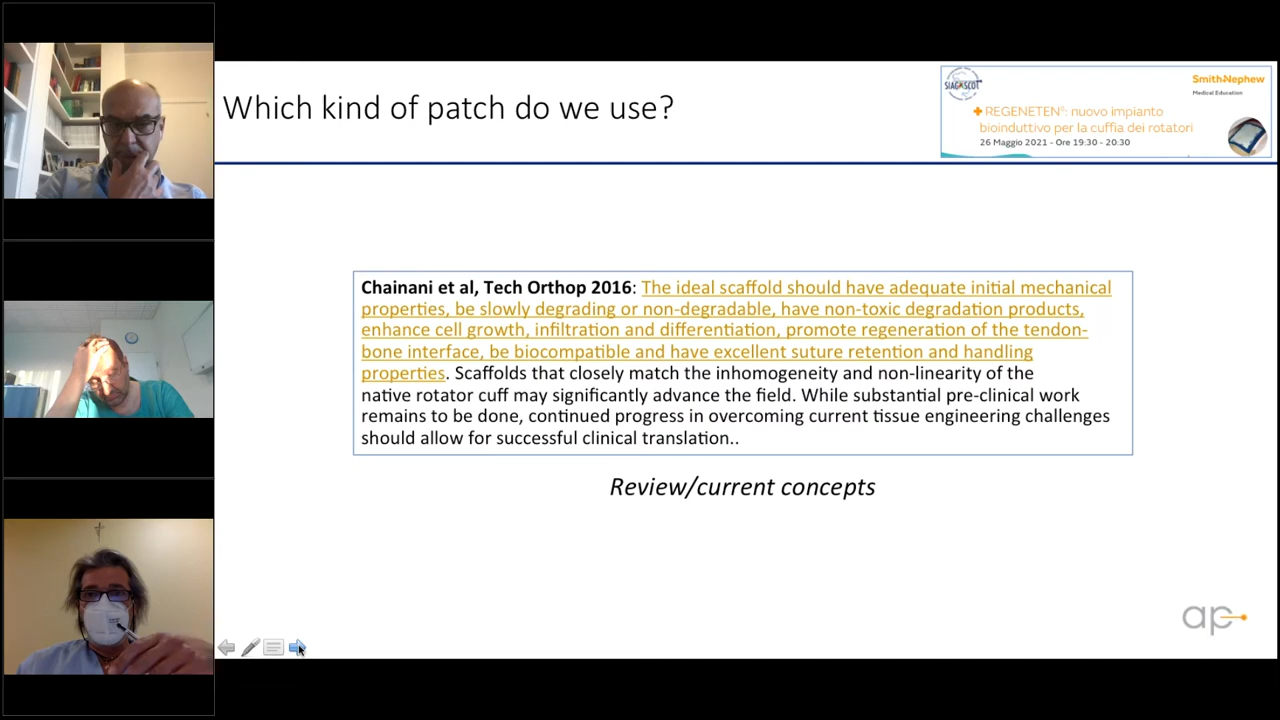 Which kind of patch do we use?
SIAGASCOT
SmithNephew
Medical Education
REGENETEN◊: nuovo impianto
bioinduttivo per la cuffia dei rotatori
26 Maggio 2021 - Ore 19:30 - 20:30
Chainani et al, Tech Orthop 2016: The ideal scaffold should have adequate initial mechanical
properties, be slowly degrading or non-degradable, have non-toxic degradation products,
enhance cell growth, infiltration and differentiation, promote regeneration of the tendon-
bone interface, be biocompatible and have excellent suture retention and handling
properties. Scaffolds that closely match the inhomogeneity and non-linearity of the
native rotator cuff may significantly advance the field. While substantial pre-clinical work
remains to be done, continued progress in overcoming current tissue engineering challenges
should allow for successful clinical translation..
Review/current concepts
ap